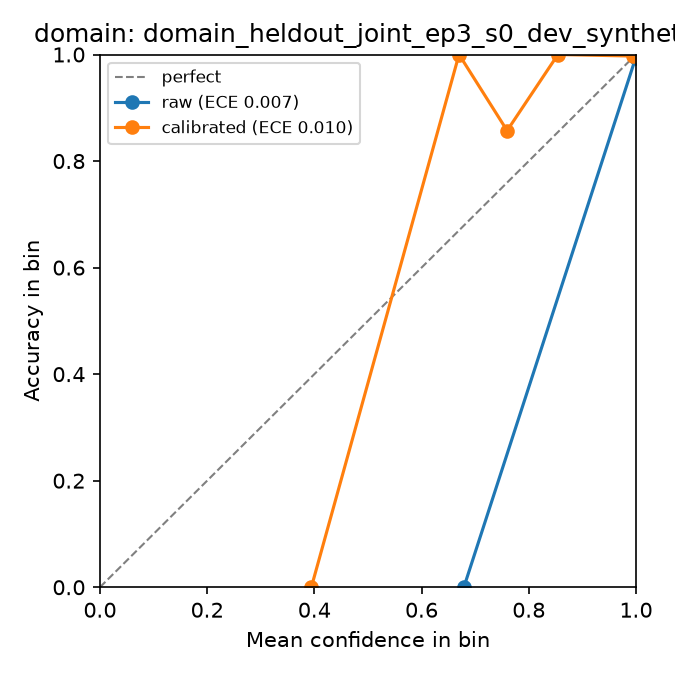 domain: domain_heldout_joint_ep3_s0_dev_synthet
perfect
raw (ECE 0.007)
calibrated (ECE 0.010)
1.0
0.8
0.6
0.4
0.2
0.0
0.0 0.2 0.4 0.6 0.8 1.0
Accuracy in bin
Mean confidence in bin